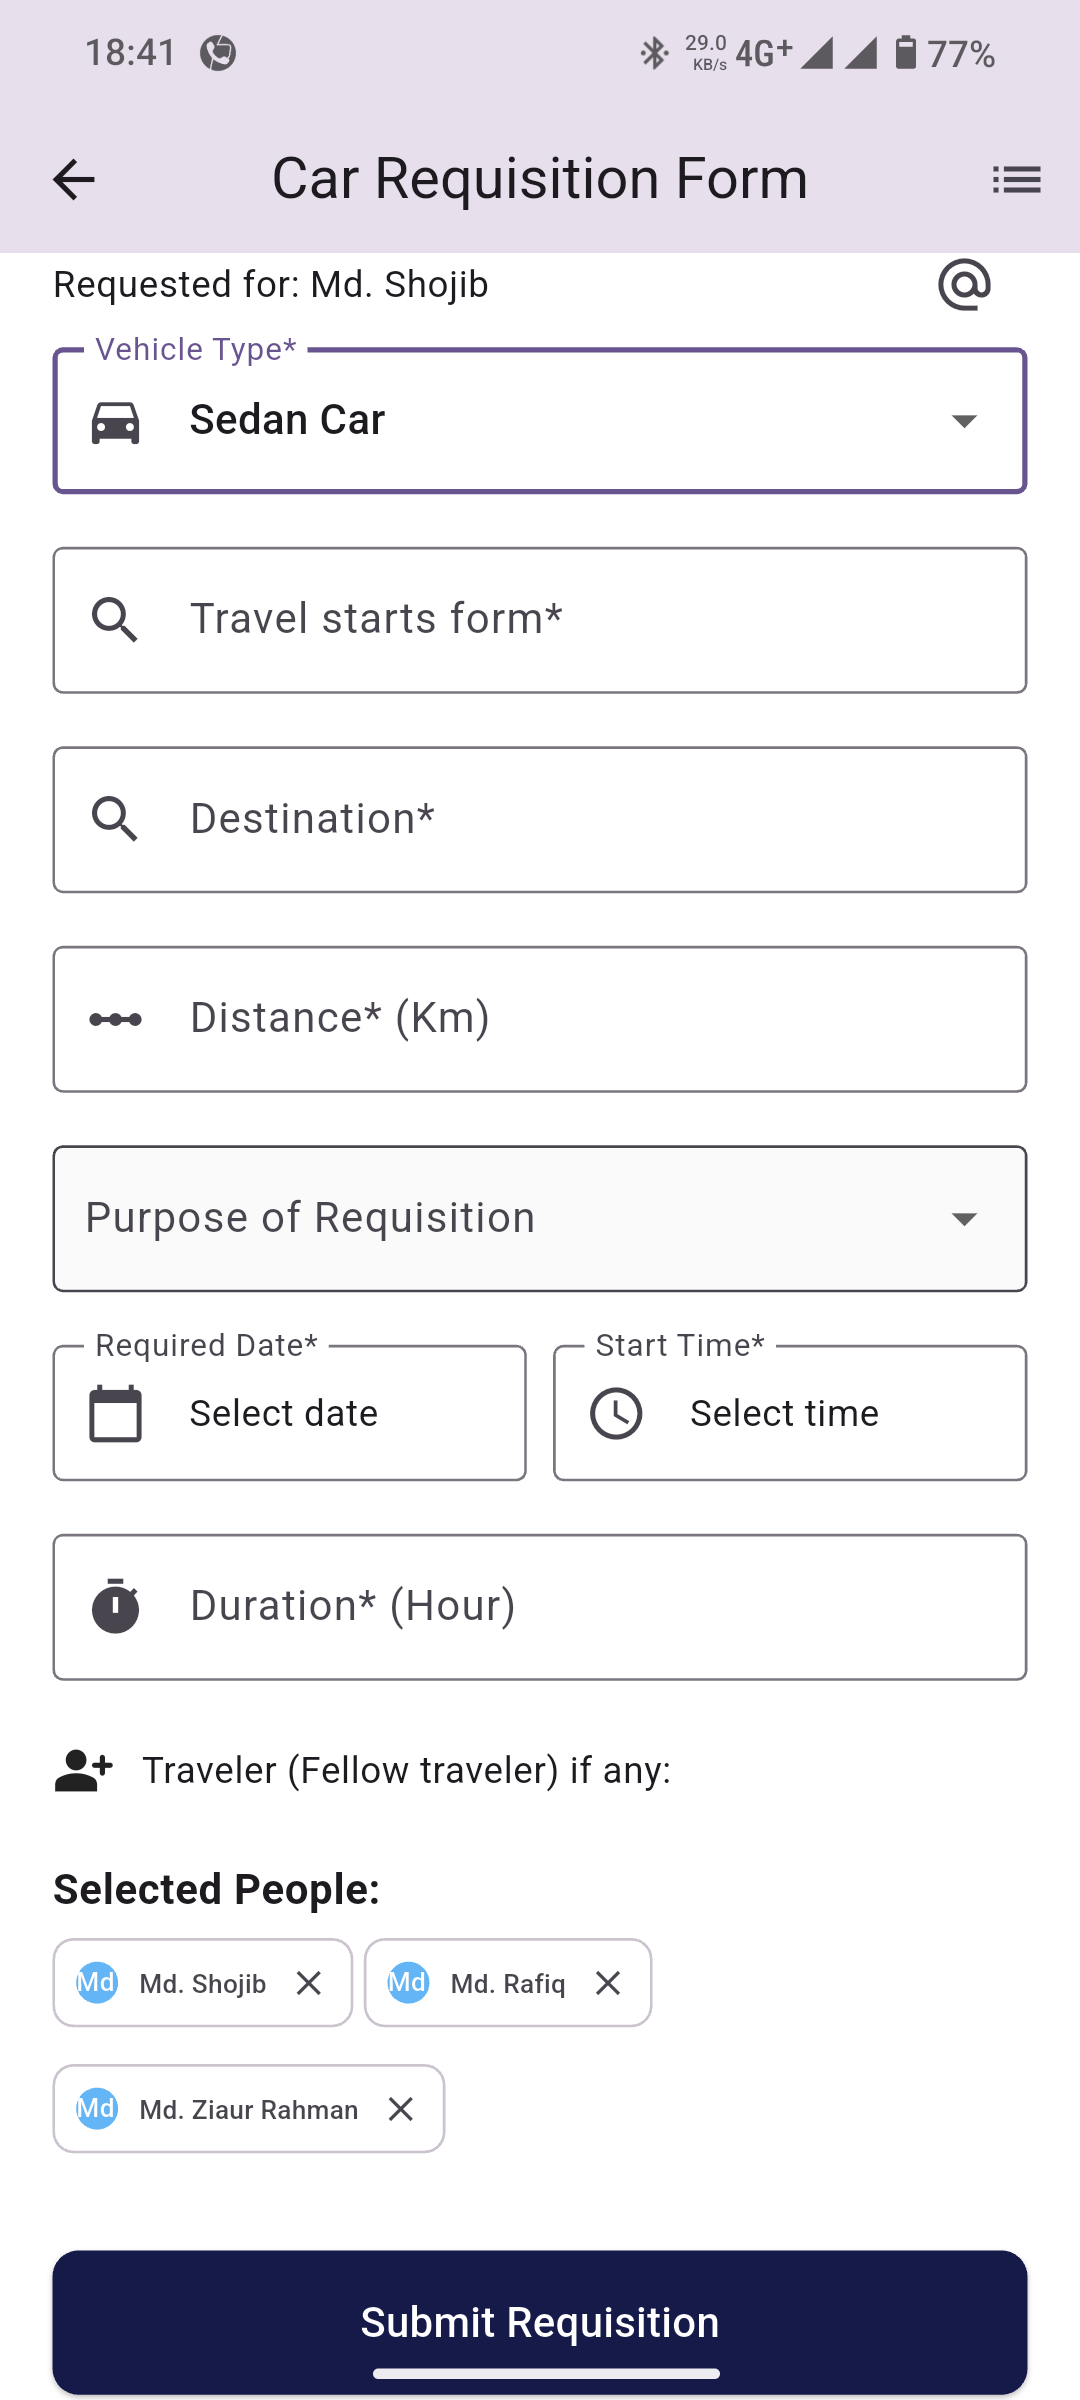 18:41 29.0 KB/s 4G+ 77%
Car Requisition Form
Requested for: Md. Shojib
Vehicle Type*
Sedan Car
Travel starts form*
Destination*
Distance* (Km)
Purpose of Requisition
Required Date* Start Time*
Select date Select time
Duration* (Hour)
Traveler (Fellow traveler) if any:
Selected People:
Md Md. Shojib Md Md. Rafiq
Md Md. Ziaur Rahman
Submit Requisition